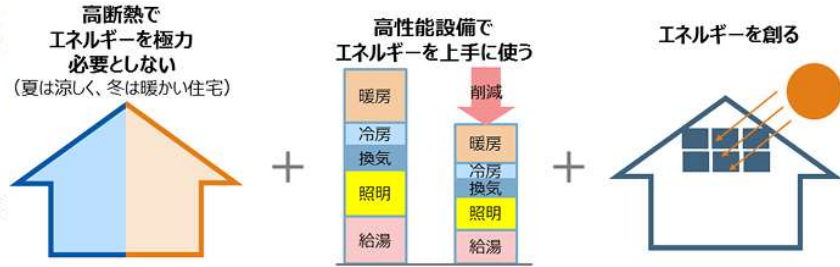 高断熱で
エネルギーを極力
必要としない
（夏は涼しく、冬は暖かい住宅）
＋
高性能設備で
エネルギーを上手に使う
暖房
冷房
換気
照明
給湯
削減
暖房
冷房
換気
照明
給湯
＋
エネルギーを創る